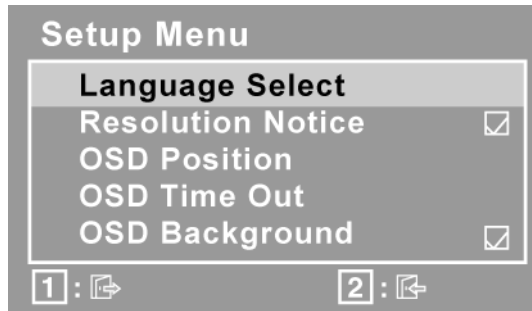 Setup Menu
Language Select
Resolution Notice
OSD Position
OSD Time Out
OSD Background
1 : 2 :